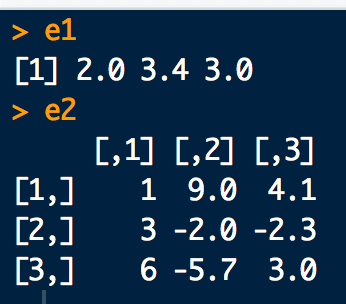 > e1
[1] 2.0 3.4 3.0
> e2
     [,1] [,2] [,3]
[1,]    1  9.0  4.1
[2,]    3 -2.0 -2.3
[3,]    6 -5.7  3.0